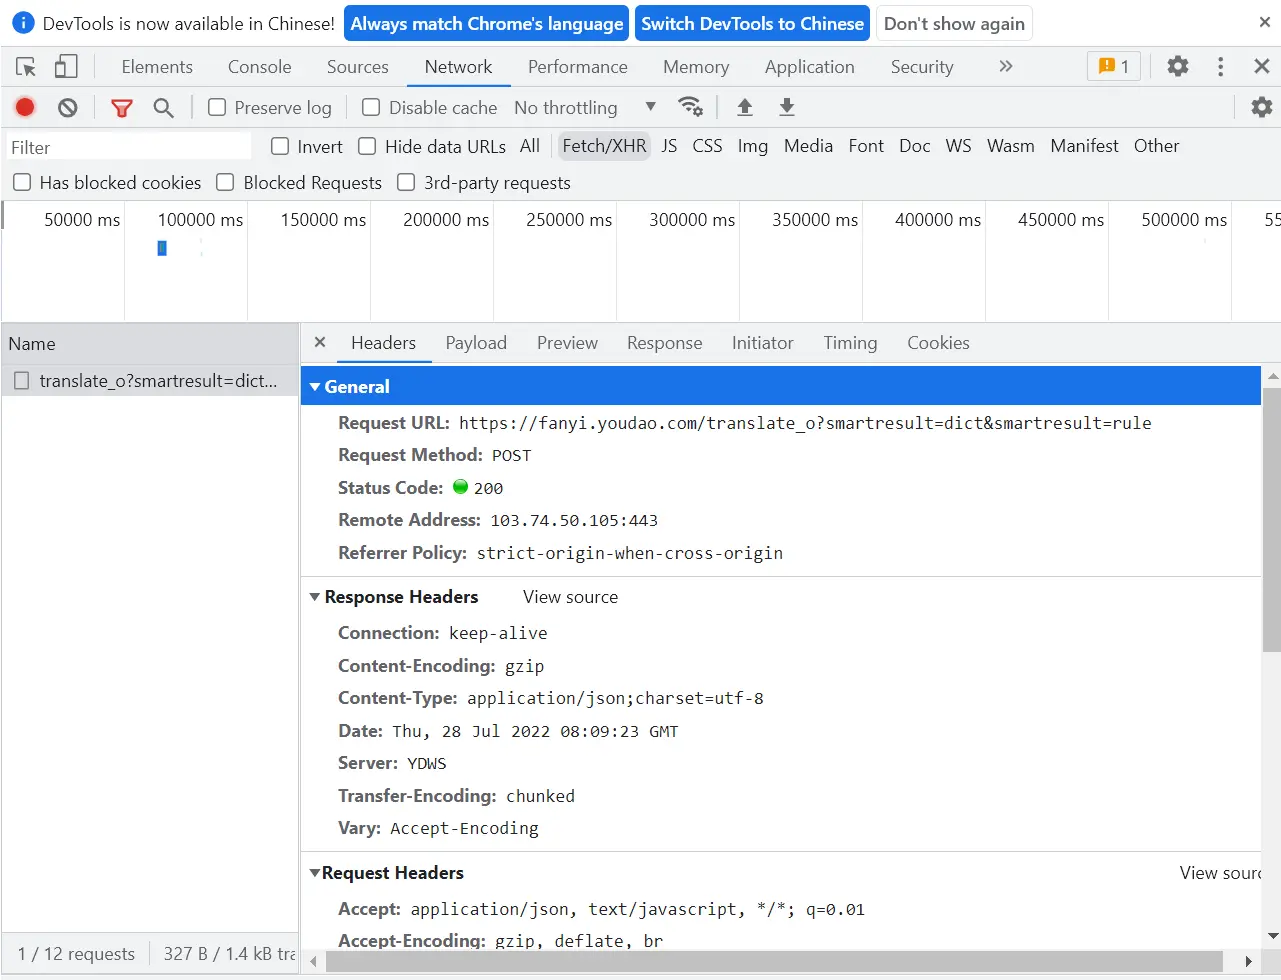 DevTools is now available in Chinese! Always match Chrome's language Switch DevTools to Chinese Don't show again
Elements Console Sources Network Performance Memory Application Security » 1
Preserve log Disable cache No throttling
Filter Invert Hide data URLs All Fetch/XHR JS CSS Img Media Font Doc WS Wasm Manifest Other
Has blocked cookies Blocked Requests 3rd-party requests
50000 ms 100000 ms 150000 ms 200000 ms 250000 ms 300000 ms 350000 ms 400000 ms 450000 ms 500000 ms 55
Name
translate_o?smartresult=dict...
1 / 12 requests 327 B / 1.4 kB tra
Headers Payload Preview Response Initiator Timing Cookies
General
Request URL: https://fanyi.youdao.com/translate_o?smartresult=dict&smartresult=rule
Request Method: POST
Status Code: 200
Remote Address: 103.74.50.105:443
Referrer Policy: strict-origin-when-cross-origin
Response Headers View source
Connection: keep-alive
Content-Encoding: gzip
Content-Type: application/json;charset=utf-8
Date: Thu, 28 Jul 2022 08:09:23 GMT
Server: YDWS
Transfer-Encoding: chunked
Vary: Accept-Encoding
Request Headers View sourc
Accept: application/json, text/javascript, */*; q=0.01
Accept-Encoding: gzip, deflate, br